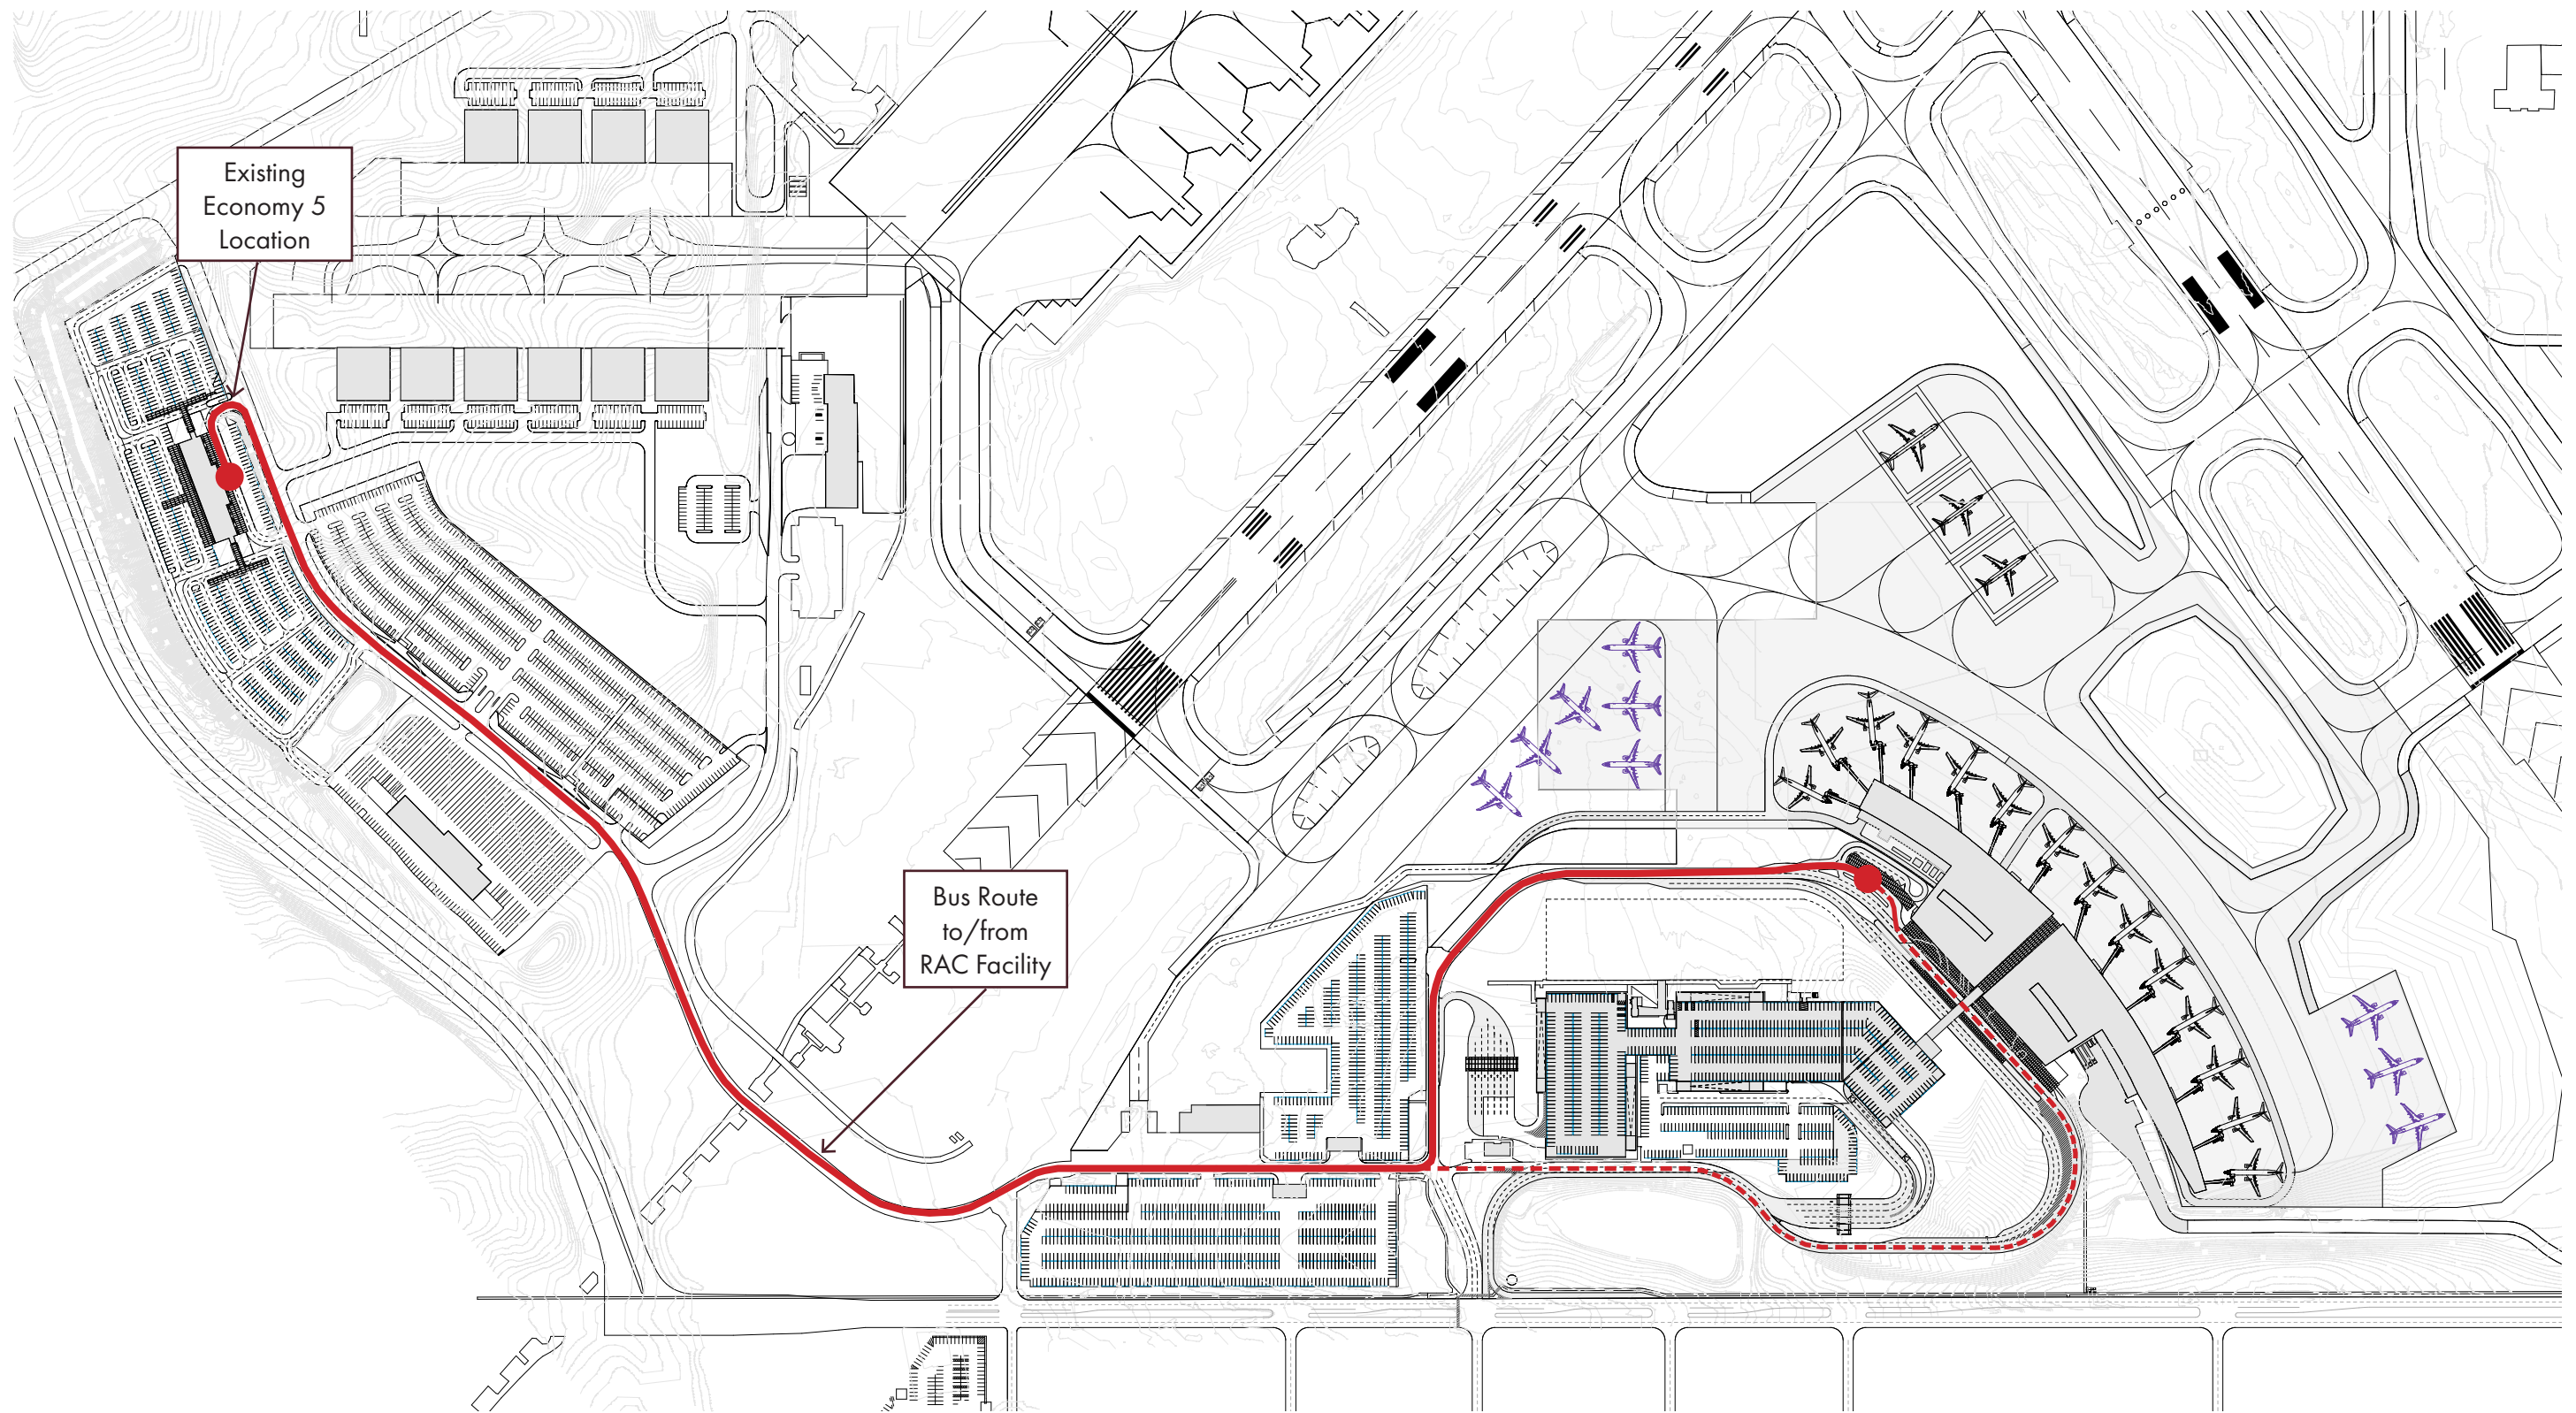 Existing
Economy 5
Location
Bus Route
to/from
RAC Facility